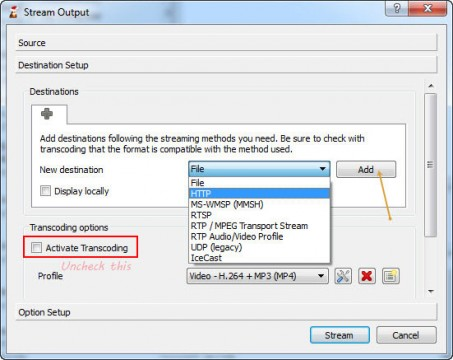 Stream Output
Source
Destination Setup
Destinations
Add destinations following the streaming methods you need. Be sure to check with
transcoding that the format is compatible with the method used.
New destination
File
Add
Display locally
File
HTTP
MS-WMSP (MMSH)
RTSP
RTP / MPEG Transport Stream
RTP Audio/Video Profile
UDP (legacy)
IceCast
Transcoding options
Activate Transcoding
Uncheck this
Profile
Video - H.264 + MP3 (MP4)
Option Setup
Stream
Cancel